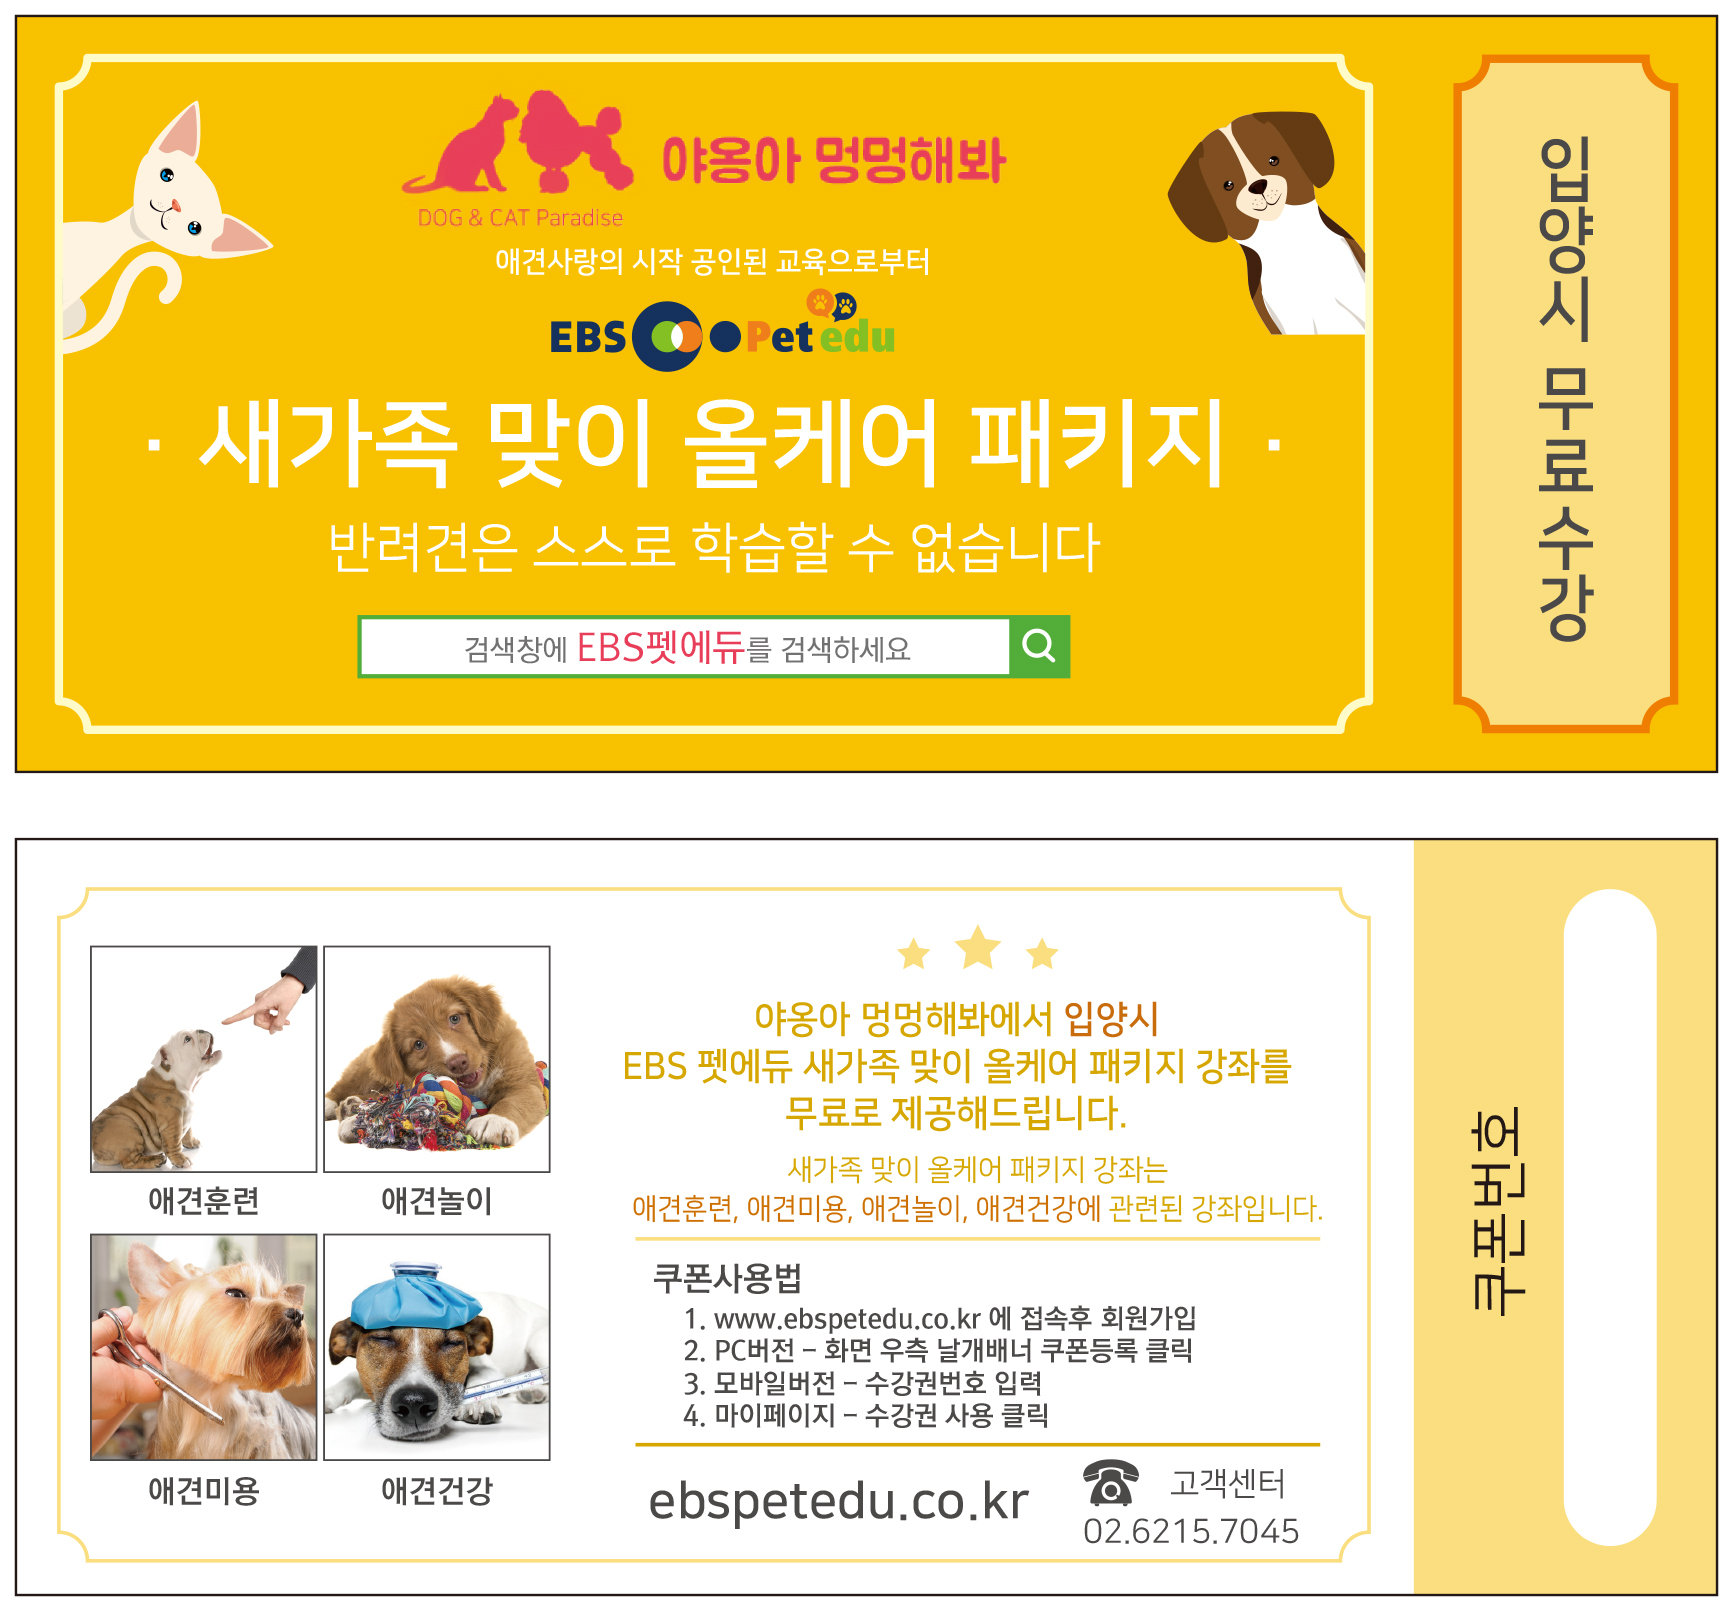 야옹아 멍멍해봐
DOG & CAT Paradise
애견사랑의 시작 공인된 교육으로부터
EBS Pet edu
· 새가족 맞이 올케어 패키지 ·
반려견은 스스로 학습할 수 없습니다
검색창에 EBS펫에듀를 검색하세요
입양시 무료수강
애견훈련
애견놀이
애견미용
애견건강
야옹아 멍멍해봐에서 입양시
EBS 펫에듀 새가족 맞이 올케어 패키지 강좌를
무료로 제공해드립니다.
새가족 맞이 올케어 패키지 강좌는
애견훈련, 애견미용, 애견놀이, 애견건강에 관련된 강좌입니다.
쿠폰사용법
1. www.ebspetedu.co.kr 에 접속후 회원가입
2. PC버전 – 화면 우측 날개배너 쿠폰등록 클릭
3. 모바일버전 – 수강권번호 입력
4. 마이페이지 – 수강권 사용 클릭
ebspetedu.co.kr
고객센터
02.6215.7045
쿠폰번호